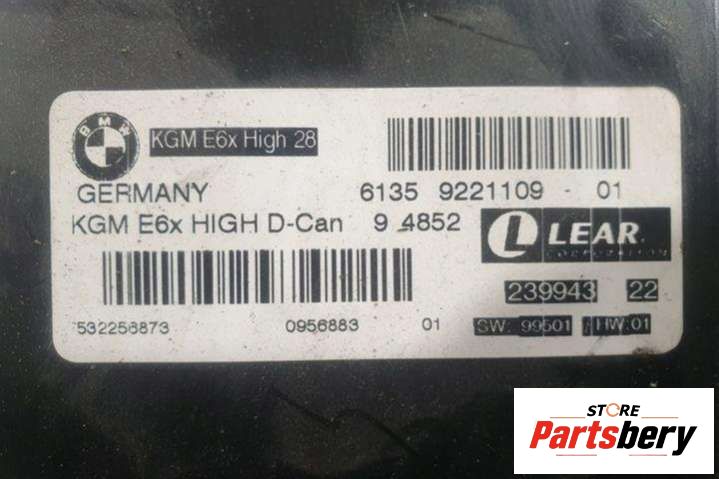 BMW
KGM E6x High 28
GERMANY
6135 9221109 - 01
KGM E6x HIGH D-Can 9 4852
L LEAR
CORPORATION
239943 22
532256873 0956883 01
SW: 99501 HW:01
STORE
Partsbery